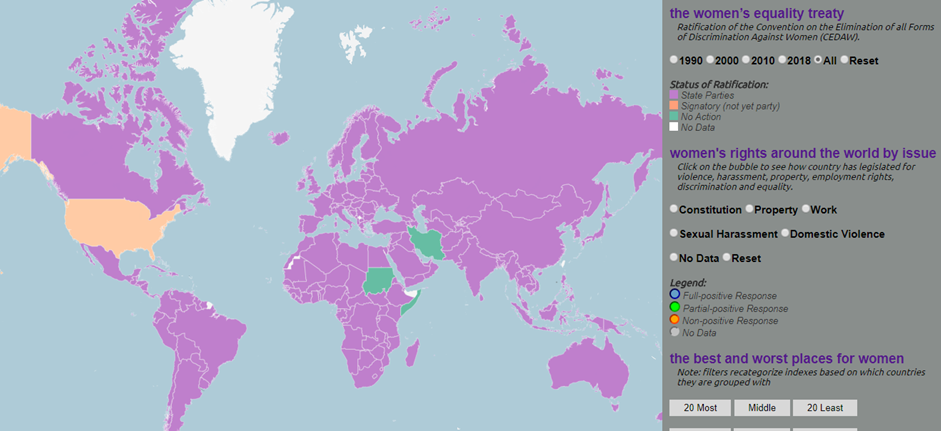 the women's equality treaty
Ratification of the Convention on the Elimination of all Forms
of Discrimination Against Women (CEDAW).
1990 2000 2010 2018 All Reset
Status of Ratification:
State Parties
Signatory (not yet party)
No Action
No Data
women's rights around the world by issue
Click on the bubble to see how country has legislated for
violence, harassment, property, employment rights,
discrimination and equality.
Constitution Property Work
Sexual Harassment Domestic Violence
No Data Reset
Legend:
Full-positive Response
Partial-positive Response
Non-positive Response
No Data
the best and worst places for women
Note: filters recategorize indexes based on which countries
they are grouped with
20 Most Middle 20 Least